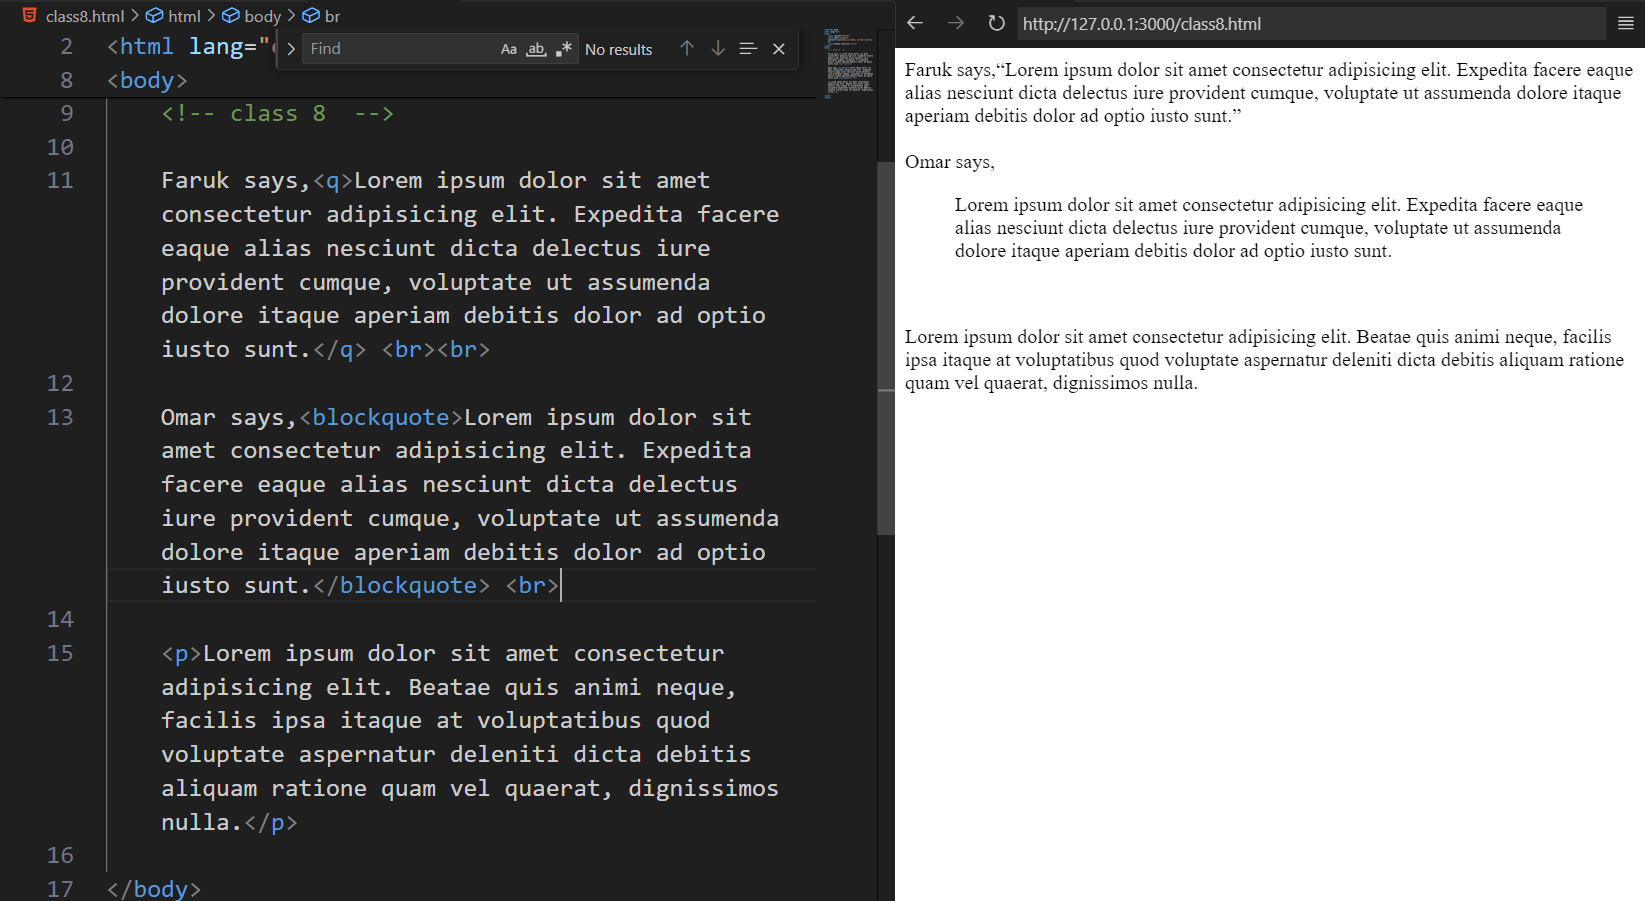 class8.html > html > body > br
2 <html lang="
Find Aa ab .* No results
8 <body>
9 <!-- class 8  -->
10
11 Faruk says,<q>Lorem ipsum dolor sit amet
consectetur adipisicing elit. Expedita facere
eaque alias nesciunt dicta delectus iure
provident cumque, voluptate ut assumenda
dolore itaque aperiam debitis dolor ad optio
iusto sunt.</q> <br><br>
12
13 Omar says,<blockquote>Lorem ipsum dolor sit
amet consectetur adipisicing elit. Expedita
facere eaque alias nesciunt dicta delectus
iure provident cumque, voluptate ut assumenda
dolore itaque aperiam debitis dolor ad optio
iusto sunt.</blockquote> <br>
14
15 <p>Lorem ipsum dolor sit amet consectetur
adipisicing elit. Beatae quis animi neque,
facilis ipsa itaque at voluptatibus quod
voluptate aspernatur deleniti dicta debitis
aliquam ratione quam vel quaerat, dignissimos
nulla.</p>
16
17 </body>
http://127.0.0.1:3000/class8.html
Faruk says,“Lorem ipsum dolor sit amet consectetur adipisicing elit. Expedita facere eaque
alias nesciunt dicta delectus iure provident cumque, voluptate ut assumenda dolore itaque
aperiam debitis dolor ad optio iusto sunt.”
Omar says,
Lorem ipsum dolor sit amet consectetur adipisicing elit. Expedita facere eaque
alias nesciunt dicta delectus iure provident cumque, voluptate ut assumenda
dolore itaque aperiam debitis dolor ad optio iusto sunt.
Lorem ipsum dolor sit amet consectetur adipisicing elit. Beatae quis animi neque, facilis
ipsa itaque at voluptatibus quod voluptate aspernatur deleniti dicta debitis aliquam ratione
quam vel quaerat, dignissimos nulla.